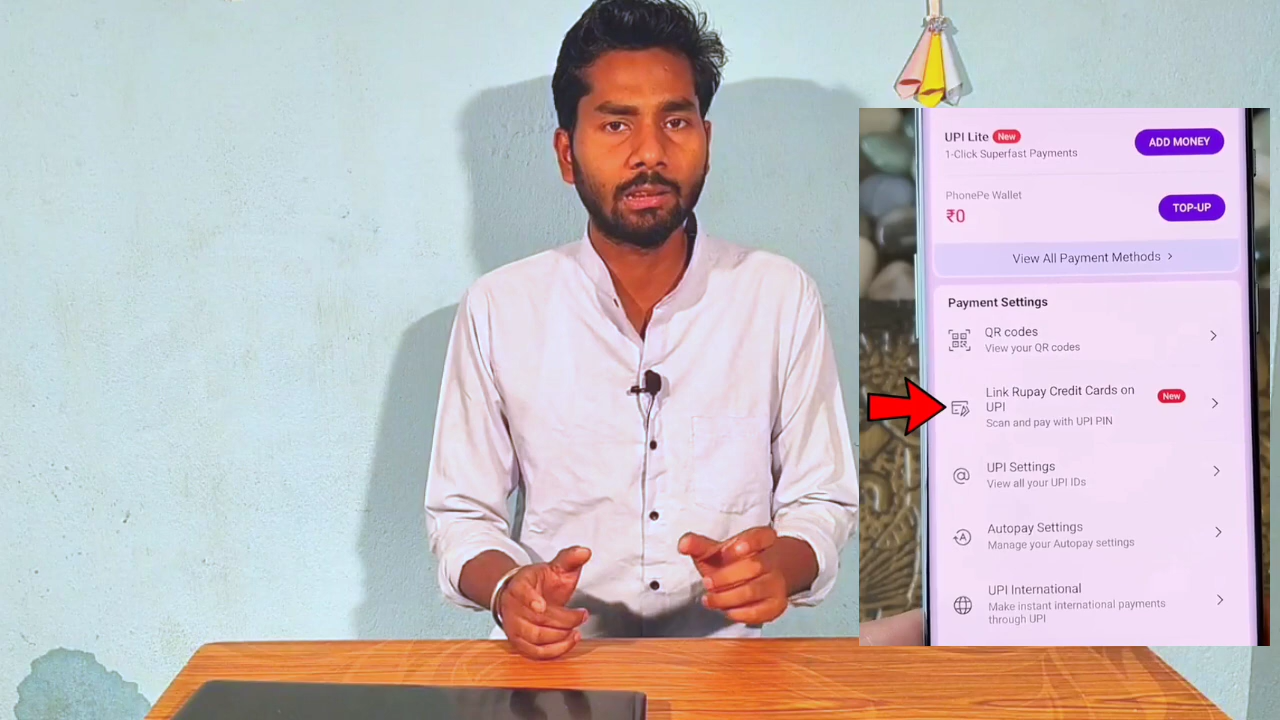 UPI Lite New
1-Click Superfast Payments
ADD MONEY
PhonePe Wallet
₹0
TOP-UP
View All Payment Methods >
Payment Settings
QR codes
View your QR codes
Link Rupay Credit Cards on
UPI
New
Scan and pay with UPI PIN
UPI Settings
View all your UPI IDs
Autopay Settings
Manage your Autopay settings
UPI International
Make instant international payments
through UPI